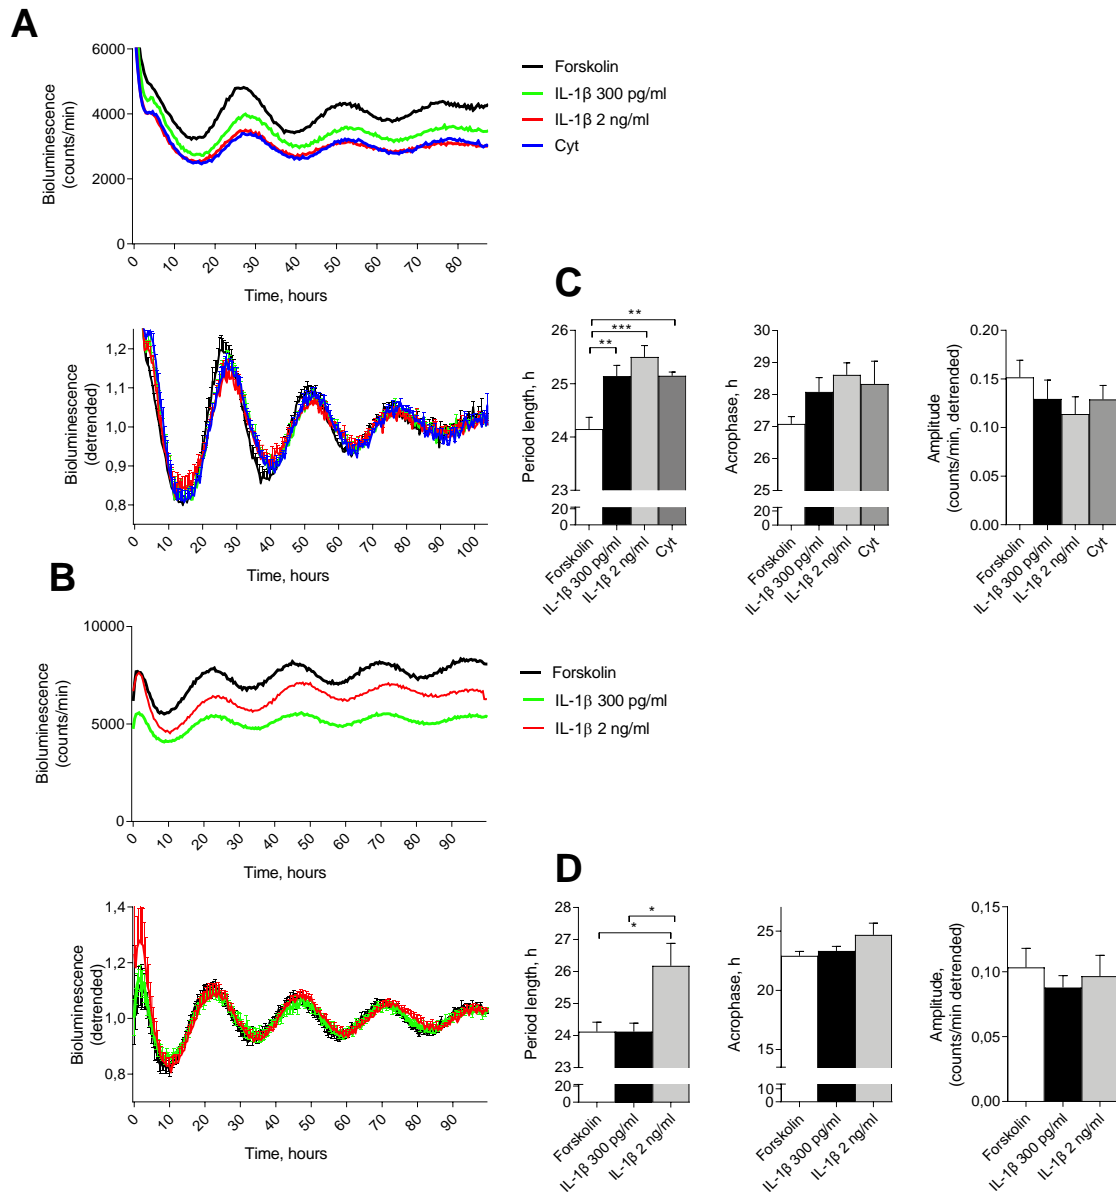 A
6000
4000
2000
0
Bioluminescence
(counts/min)
0 10 20 30 40 50 60 70 80
Time, hours
Forskolin
IL-1β 300 pg/ml
IL-1β 2 ng/ml
Cyt
1,2
1,1
1,0
0,9
0,8
Bioluminescence
(detrended)
0 10 20 30 40 50 60 70 80 90 100
Time, hours
B
10000
5000
0
Bioluminescence
(counts/min)
0 10 20 30 40 50 60 70 80 90
Time, hours
Forskolin
IL-1β 300 pg/ml
IL-1β 2 ng/ml
1,4
1,2
1,0
0,8
Bioluminescence
(detrended)
0 10 20 30 40 50 60 70 80 90
Time, hours
C
**
***
**
26
25
24
23
20
0
Period length, h
Forskolin
IL-1β 300 pg/ml
IL-1β 2 ng/ml
Cyt
30
29
28
27
26
25
20
0
Acrophase, h
Forskolin
IL-1β 300 pg/ml
IL-1β 2 ng/ml
Cyt
0.20
0.15
0.10
0.05
0.00
Amplitude
(counts/min, detrended)
Forskolin
IL-1β 300 pg/ml
IL-1β 2 ng/ml
Cyt
D
*
*
28
27
26
25
24
23
20
0
Period length, h
Forskolin
IL-1β 300 pg/ml
IL-1β 2 ng/ml
25
20
15
10
0
Acrophase, h
Forskolin
IL-1β 300 pg/ml
IL-1β 2 ng/ml
0,15
0,10
0,05
0,00
Amplitude,
(counts/min detrended)
Forskolin
IL-1β 300 pg/ml
IL-1β 2 ng/ml